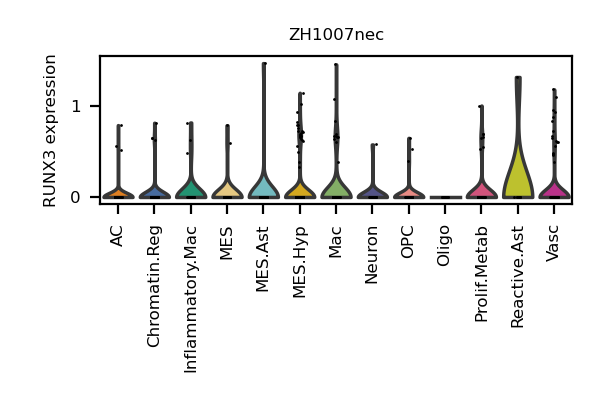 ZH1007nec
RUNX3 expression
1
0
AC
Chromatin.Reg
Inflammatory.Mac
MES
MES.Ast
MES.Hyp
Mac
Neuron
OPC
Oligo
Prolif.Metab
Reactive.Ast
Vasc